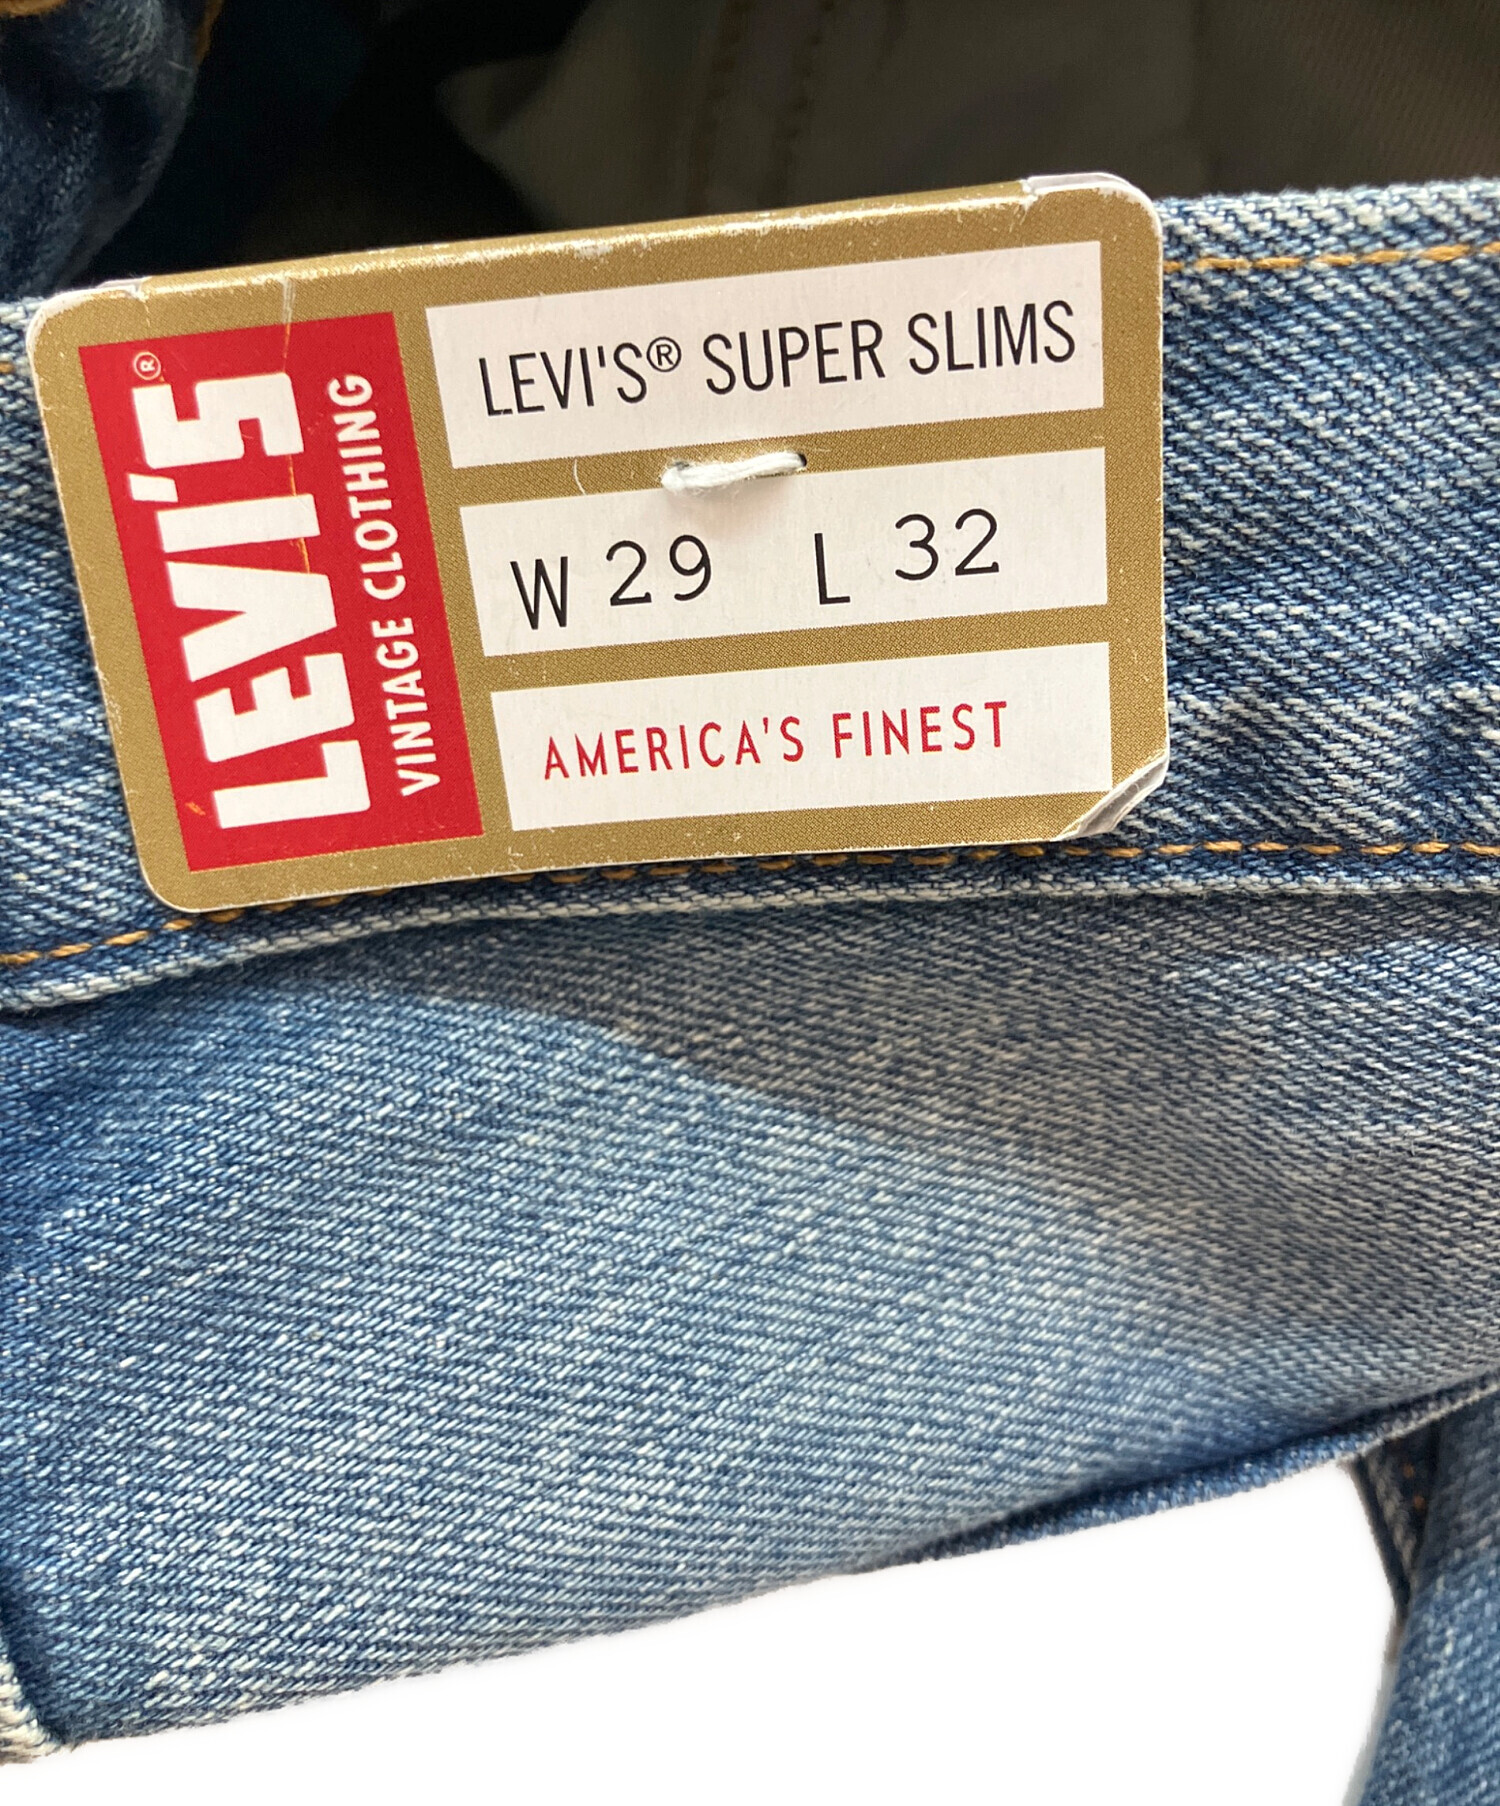 LEVI'S®
VINTAGE CLOTHING
LEVI'S® SUPER SLIMS
W 29 L 32
AMERICA'S FINEST